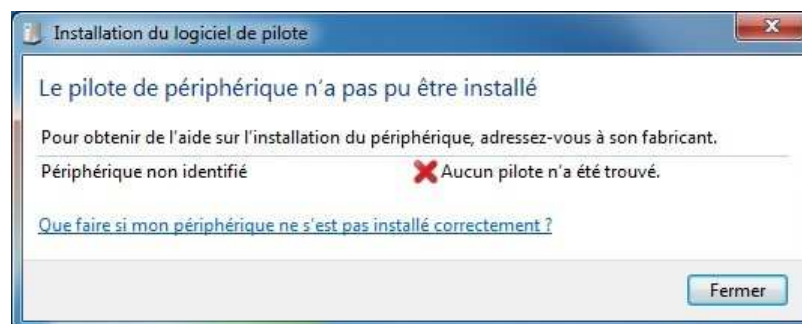 Installation du logiciel de pilote
Le pilote de périphérique n'a pas pu être installé
Pour obtenir de l'aide sur l'installation du périphérique, adressez-vous à son fabricant.
Périphérique non identifié Aucun pilote n'a été trouvé.
Que faire si mon périphérique ne s'est pas installé correctement ?
Fermer